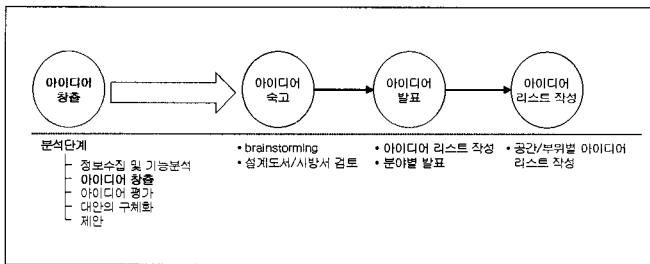 아이디어
창출
아이디어
숙고
아이디어
발표
아이디어
리스트 작성
분석단계
정보수집 및 기능분석
아이디어 창출
아이디어 평가
대안의 구체화
제안
• brainstorming
• 설계도서/시방서 검토
• 아이디어 리스트 작성
• 분야별 발표
• 공간/부위별 아이디어
리스트 작성